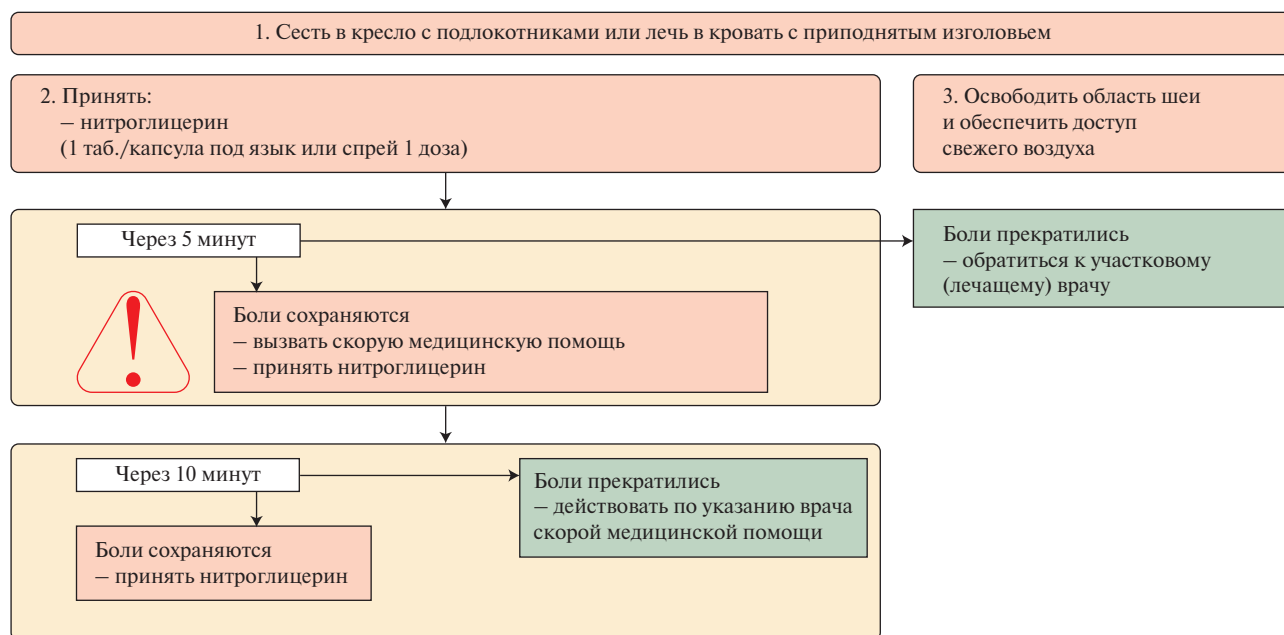 1. Сесть в кресло с подлокотниками или лечь в кровать с приподнятым изголовьем
2. Принять:
– нитроглицерин
(1 таб./капсула под язык или спрей 1 доза)
3. Освободить область шеи
и обеспечить доступ
свежего воздуха
Через 5 минут
Боли прекратились
– обратиться к участковому
(лечащему) врачу
Боли сохраняются
– вызвать скорую медицинскую помощь
– принять нитроглицерин
Через 10 минут
Боли прекратились
– действовать по указанию врача
скорой медицинской помощи
Боли сохраняются
– принять нитроглицерин